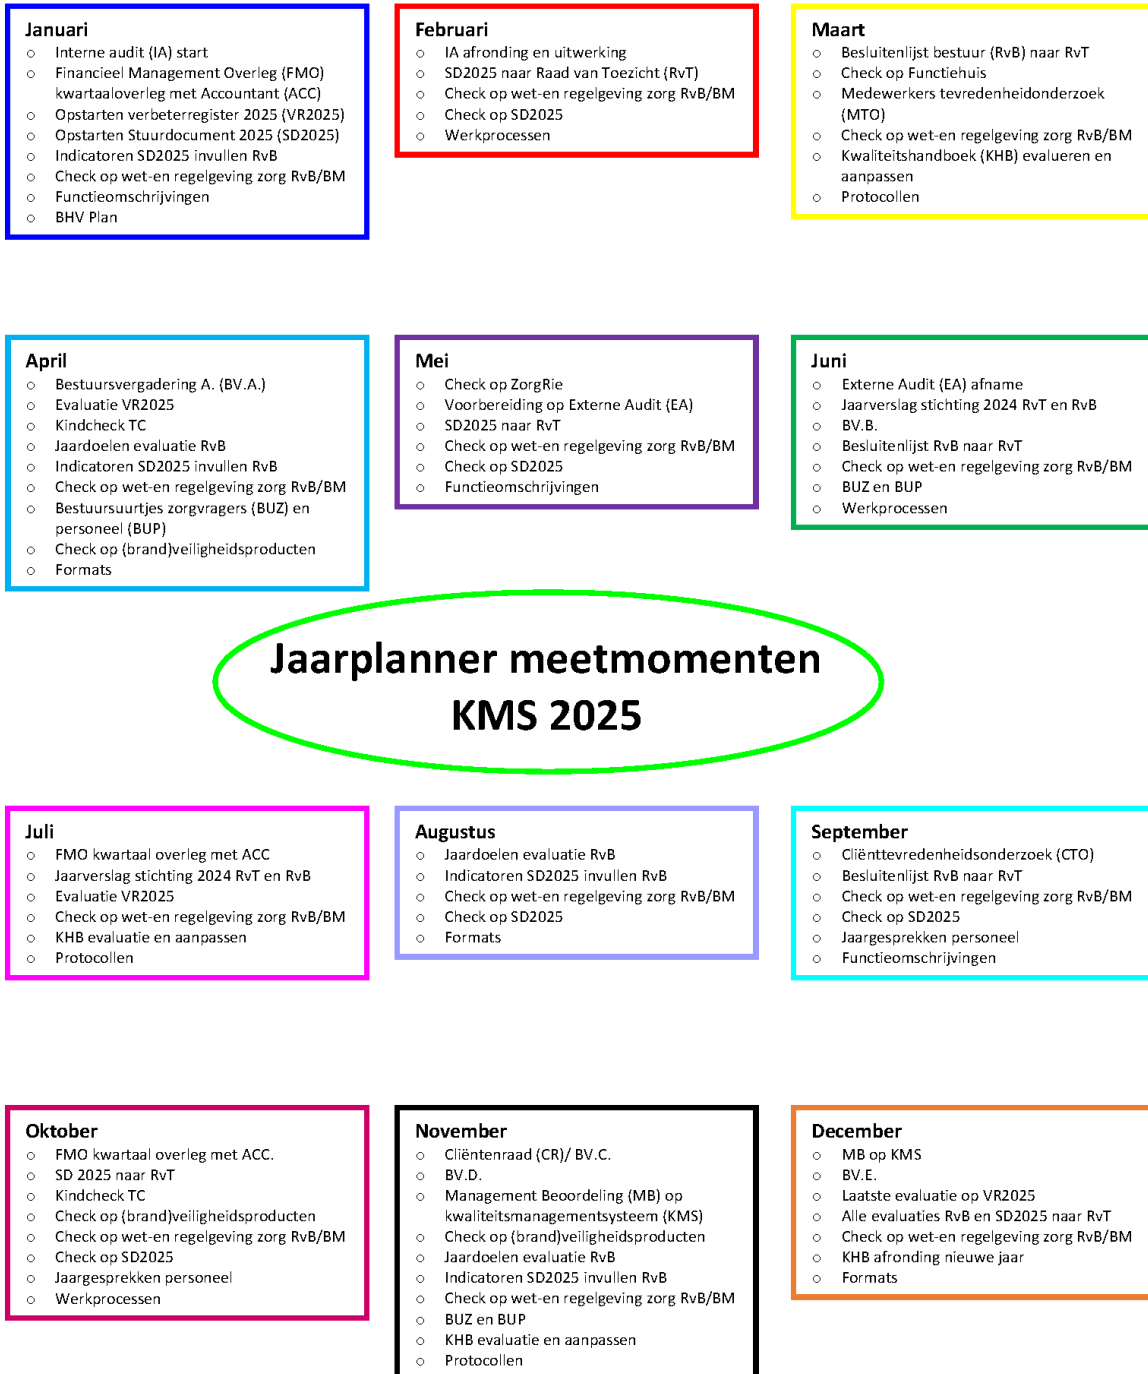 Januari
○ Interne audit (IA) start
○ Financieel Management Overleg (FMO)
kwartaaloverleg met Accountant (ACC)
○ Opstarten verbeterregister 2025 (VR2025)
○ Opstarten Stuurdocument 2025 (SD2025)
○ Indicatoren SD2025 invullen RvB
○ Check op wet-en regelgeving zorg RvB/BM
○ Functieomschrijvingen
○ BHV Plan
Februari
○ IA afronding en uitwerking
○ SD2025 naar Raad van Toezicht (RvT)
○ Check op wet-en regelgeving zorg RvB/BM
○ Check op SD2025
○ Werkprocessen
Maart
○ Besluitenlijst bestuur (RvB) naar RvT
○ Check op Functiehuis
○ Medewerkers tevredenheidonderzoek
(MTO)
○ Check op wet-en regelgeving zorg RvB/BM
○ Kwaliteitshandboek (KHB) evalueren en
aanpassen
○ Protocollen
April
○ Bestuursvergadering A. (BV.A.)
○ Evaluatie VR2025
○ Kindcheck TC
○ Jaardoelen evaluatie RvB
○ Indicatoren SD2025 invullen RvB
○ Check op wet-en regelgeving zorg RvB/BM
○ Bestuursuurtjes zorgvragers (BUZ) en
personeel (BUP)
○ Check op (brand)veiligheidsproducten
○ Formats
Mei
○ Check op ZorgRie
○ Voorbereiding op Externe Audit (EA)
○ SD2025 naar RvT
○ Check op wet-en regelgeving zorg RvB/BM
○ Check op SD2025
○ Functieomschrijvingen
Juni
○ Externe Audit (EA) afname
○ Jaarverslag stichting 2024 RvT en RvB
○ BV.B.
○ Besluitenlijst RvB naar RvT
○ Check op wet-en regelgeving zorg RvB/BM
○ BUZ en BUP
○ Werkprocessen
Jaarplanner meetmomenten
KMS 2025
Juli
○ FMO kwartaal overleg met ACC
○ Jaarverslag stichting 2024 RvT en RvB
○ Evaluatie VR2025
○ Check op wet-en regelgeving zorg RvB/BM
○ KHB evaluatie en aanpassen
○ Protocollen
Augustus
○ Jaardoelen evaluatie RvB
○ Indicatoren SD2025 invullen RvB
○ Check op wet-en regelgeving zorg RvB/BM
○ Check op SD2025
○ Formats
September
○ Cliënttevredenheidsonderzoek (CTO)
○ Besluitenlijst RvB naar RvT
○ Check op wet-en regelgeving zorg RvB/BM
○ Check op SD2025
○ Jaargesprekken personeel
○ Functieomschrijvingen
Oktober
○ FMO kwartaal overleg met ACC.
○ SD 2025 naar RvT
○ Kindcheck TC
○ Check op (brand)veiligheidsproducten
○ Check op wet-en regelgeving zorg RvB/BM
○ Check op SD2025
○ Jaargesprekken personeel
○ Werkprocessen
November
○ Cliëntenraad (CR)/ BV.C.
○ BV.D.
○ Management Beoordeling (MB) op
kwaliteitsmanagementsysteem (KMS)
○ Check op (brand)veiligheidsproducten
○ Jaardoelen evaluatie RvB
○ Indicatoren SD2025 invullen RvB
○ Check op wet-en regelgeving zorg RvB/BM
○ BUZ en BUP
○ KHB evaluatie en aanpassen
○ Protocollen
December
○ MB op KMS
○ BV.E.
○ Laatste evaluatie op VR2025
○ Alle evaluaties RvB en SD2025 naar RvT
○ Check op wet-en regelgeving zorg RvB/BM
○ KHB afronding nieuwe jaar
○ Formats